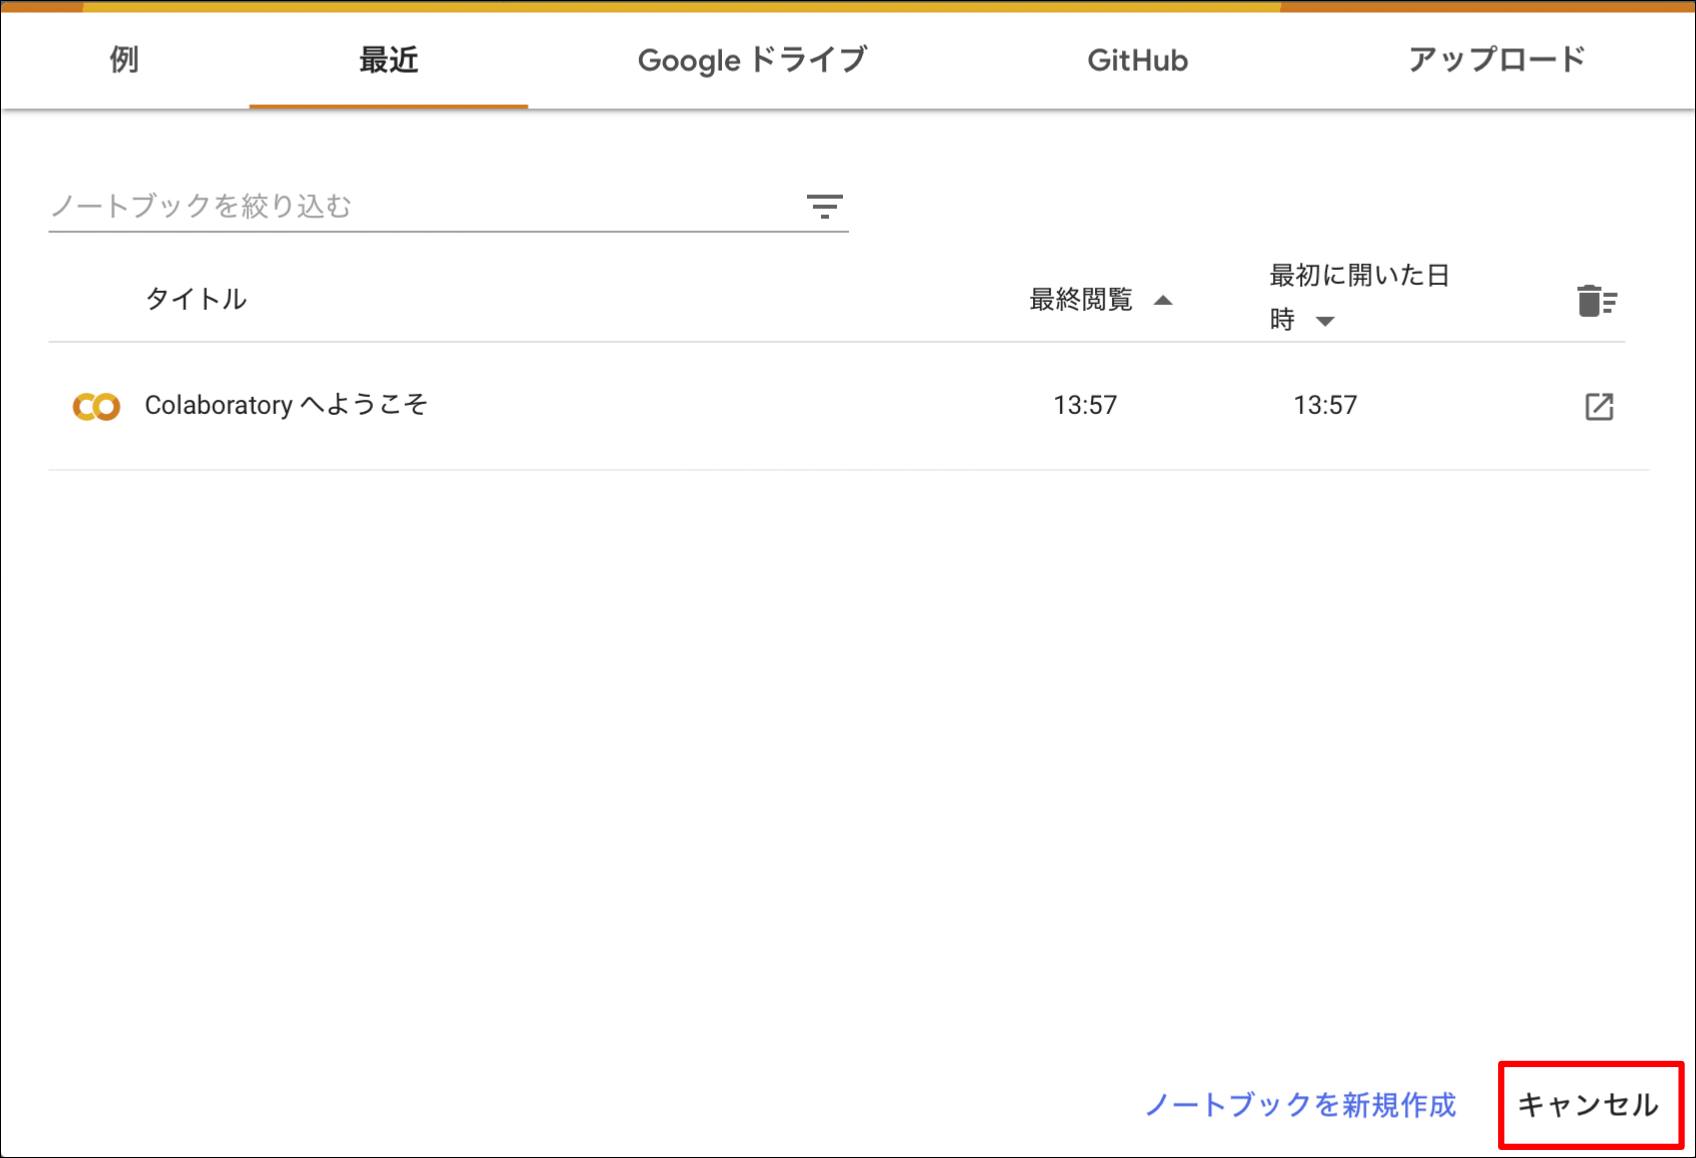 例 最近 Google ドライブ GitHub アップロード
ノートブックを絞り込む
タイトル 最終閲覧 最初に開いた日
時
Colaboratory へようこそ 13:57 13:57
ノートブックを新規作成 キャンセル